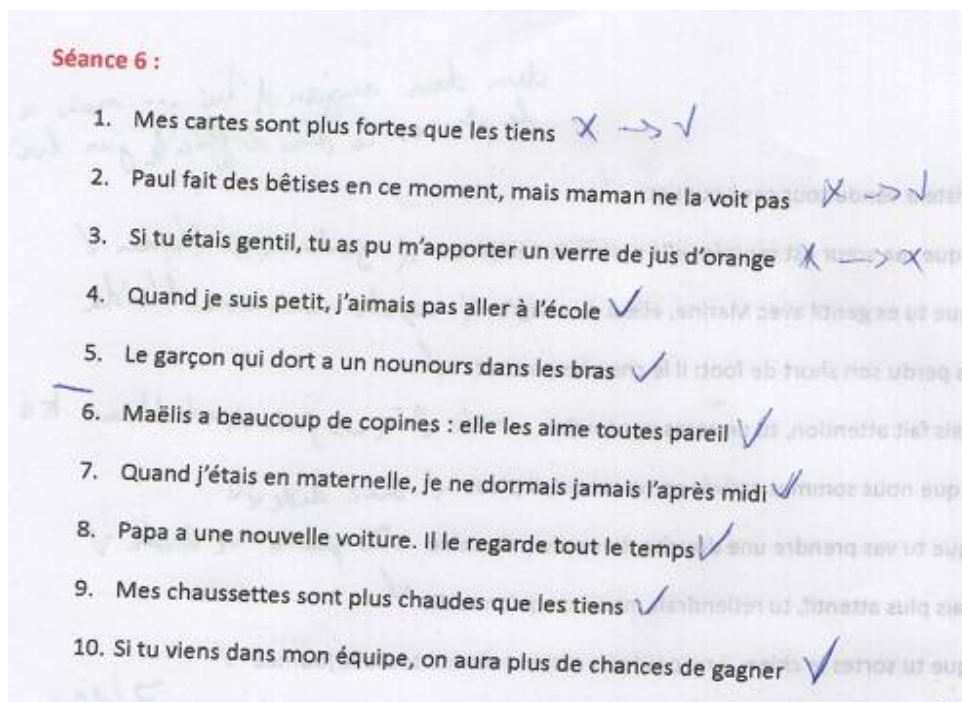 Séance 6 :
1. Mes cartes sont plus fortes que les tiens X → ✓
2. Paul fait des bêtises en ce moment, mais maman ne la voit pas X → ✓
3. Si tu étais gentil, tu as pu m'apporter un verre de jus d'orange X → X
4. Quand je suis petit, j'aimais pas aller à l'école ✓
5. Le garçon qui dort a un nounours dans les bras ✓
6. Maëlis a beaucoup de copines : elle les aime toutes pareil ✓
7. Quand j'étais en maternelle, je ne dormais jamais l'après midi ✓
8. Papa a une nouvelle voiture. Il le regarde tout le temps ✓
9. Mes chaussettes sont plus chaudes que les tiens ✓
10. Si tu viens dans mon équipe, on aura plus de chances de gagner ✓